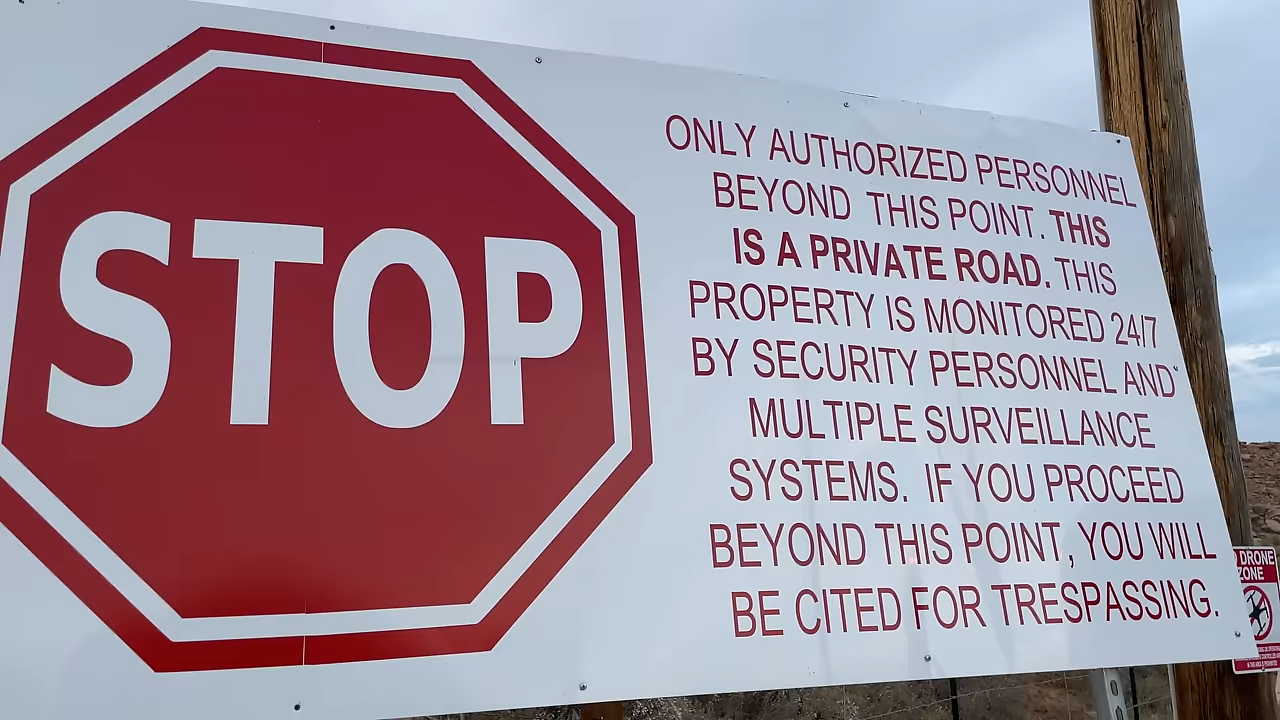 STOP
ONLY AUTHORIZED PERSONNEL
BEYOND THIS POINT. THIS
IS A PRIVATE ROAD. THIS
PROPERTY IS MONITORED 24/7
BY SECURITY PERSONNEL AND
MULTIPLE SURVEILLANCE
SYSTEMS. IF YOU PROCEED
BEYOND THIS POINT, YOU WILL
BE CITED FOR TRESPASSING.
DRONE
ZONE